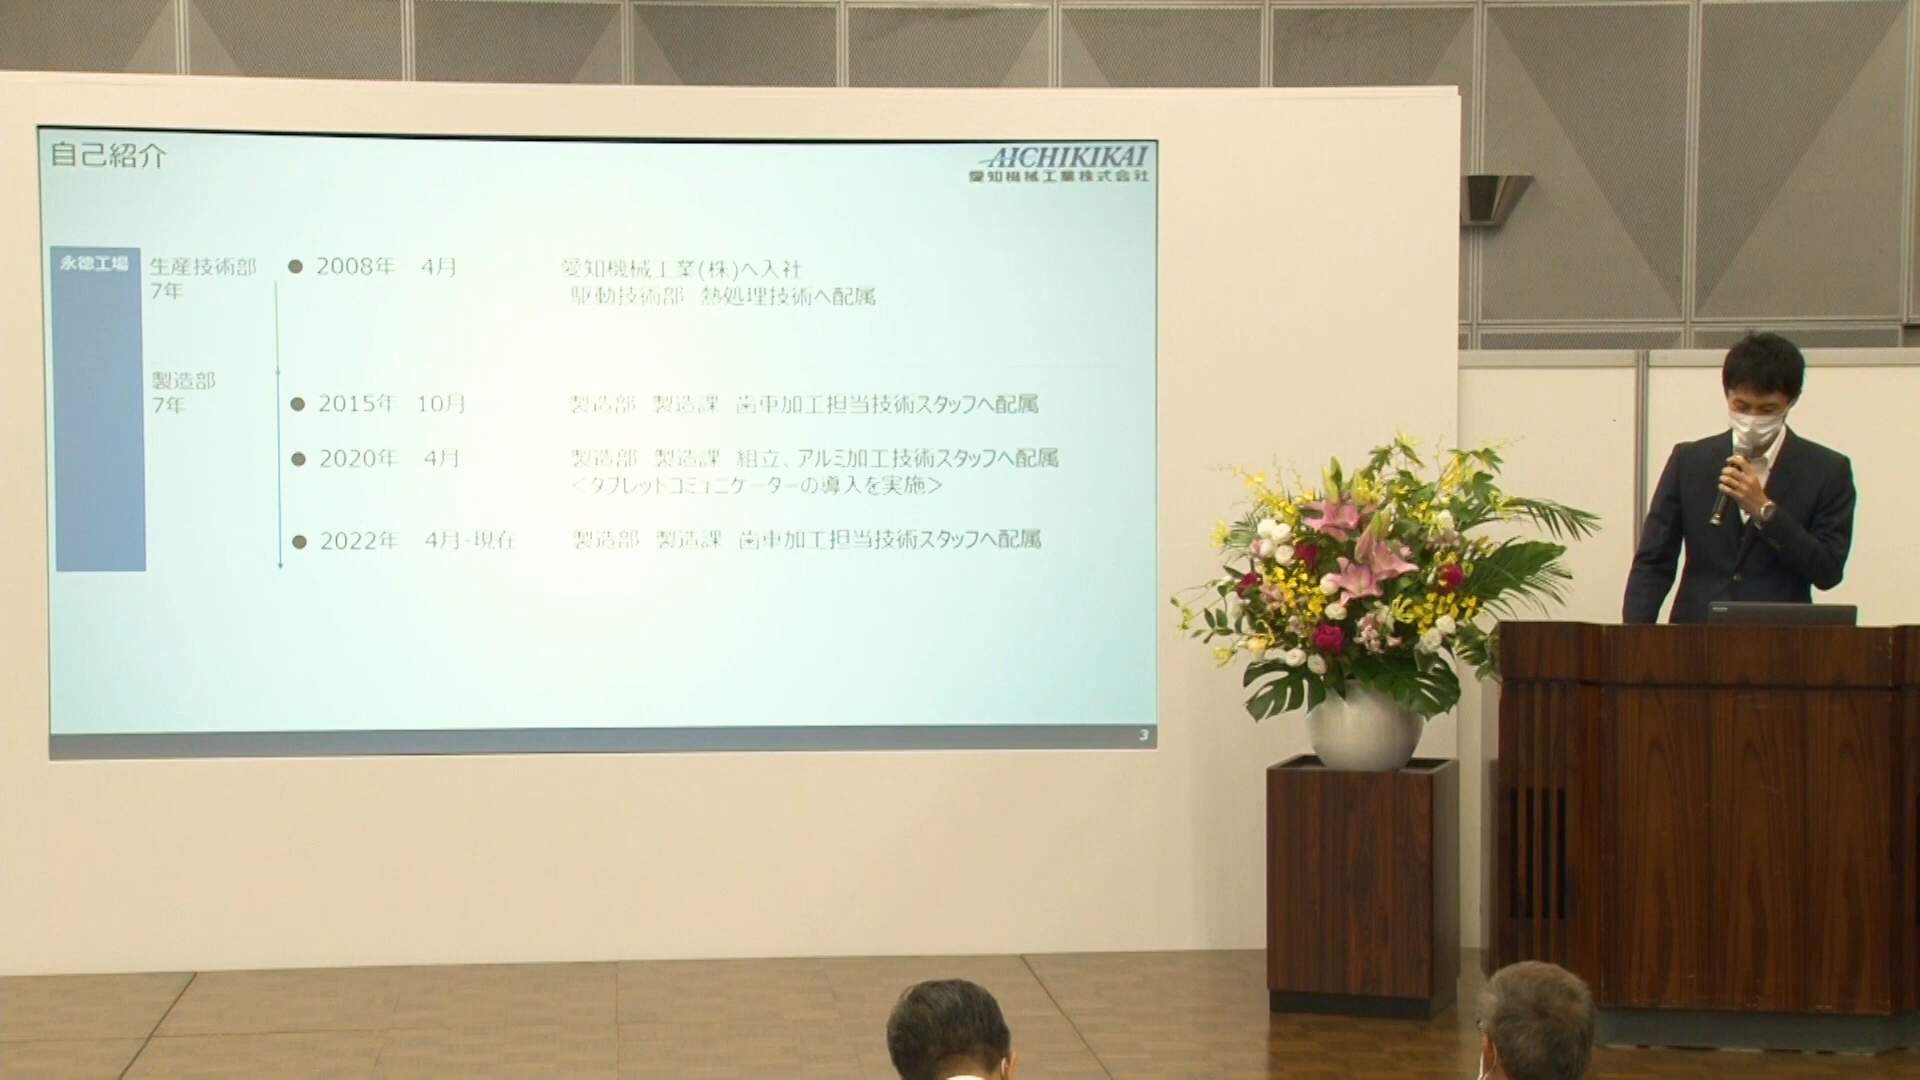 自己紹介
AICHIKIKAI
愛知機械工業株式会社
永徳工場
生産技術部
7年
2008年 4月 愛知機械工業(株)へ入社
駆動技術部 熱処理技術へ配属
製造部
7年
2015年 10月 製造部 製造課 歯車加工担当技術スタッフへ配属
2020年 4月 製造部 製造課 組立、アルミ加工技術スタッフへ配属
＜タブレットコミュニケーターの導入を実施＞
2022年 4月-現在 製造部 製造課 歯車加工担当技術スタッフへ配属
3